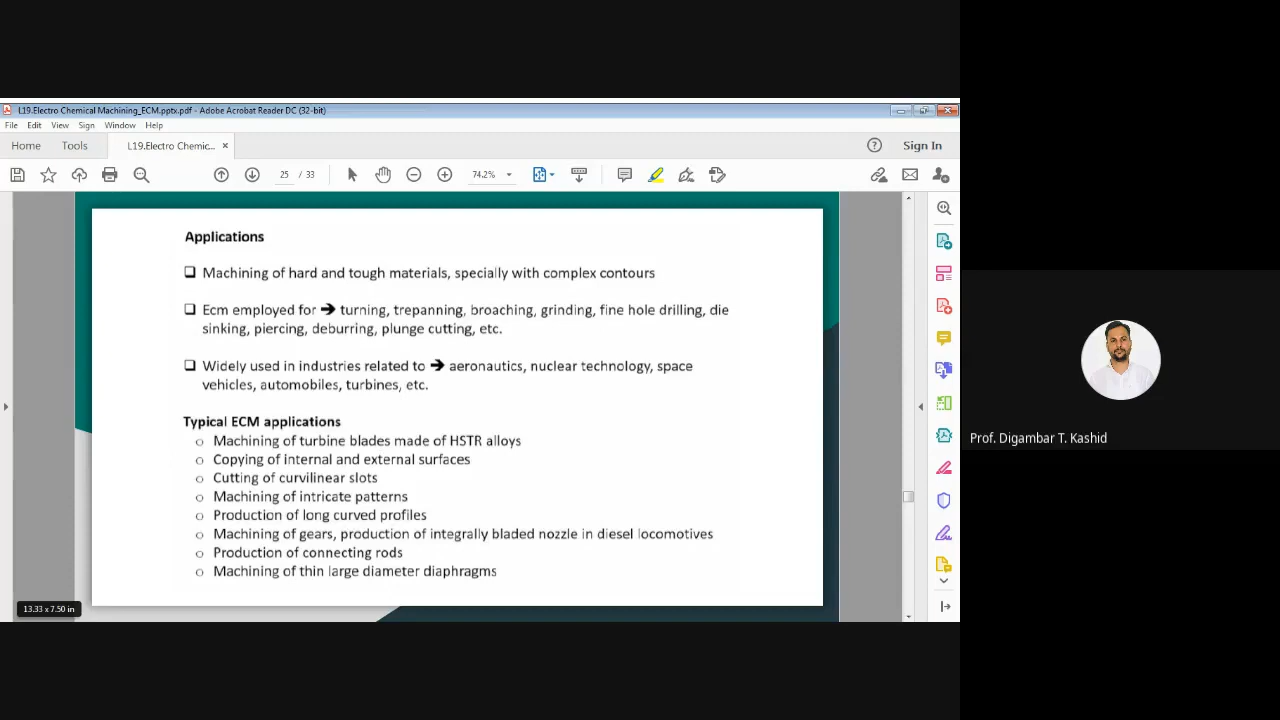 L19.Electro Chemical Machining_ECM.pptx.pdf - Adobe Acrobat Reader DC (32-bit)
File Edit View Sign Window Help
Home Tools L19.Electro Chemic... × Sign In
25 / 33 74.2%
Applications
Machining of hard and tough materials, specially with complex contours
Ecm employed for ➔ turning, trepanning, broaching, grinding, fine hole drilling, die
sinking, piercing, deburring, plunge cutting, etc.
Widely used in industries related to ➔ aeronautics, nuclear technology, space
vehicles, automobiles, turbines, etc.
Typical ECM applications
Machining of turbine blades made of HSTR alloys
Copying of internal and external surfaces
Cutting of curvilinear slots
Machining of intricate patterns
Production of long curved profiles
Machining of gears, production of integrally bladed nozzle in diesel locomotives
Production of connecting rods
Machining of thin large diameter diaphragms
13.33 x 7.50 in
Prof. Digambar T. Kashid